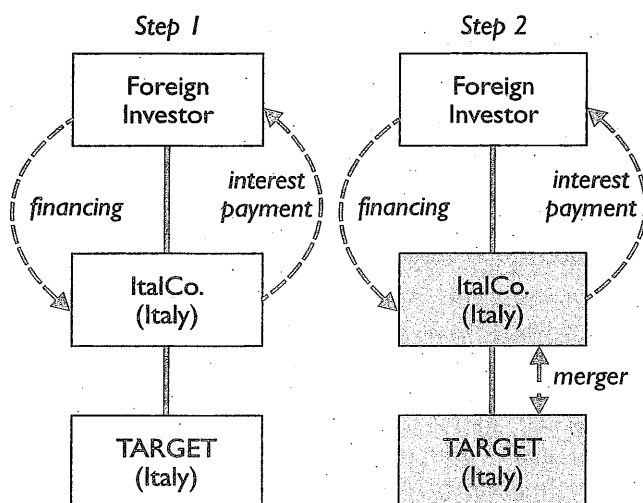 Step 1
Foreign
Investor
financing
interest
payment
ItalCo.
(Italy)
TARGET
(Italy)
Step 2
Foreign
Investor
financing
interest
payment
ItalCo.
(Italy)
merger
TARGET
(Italy)